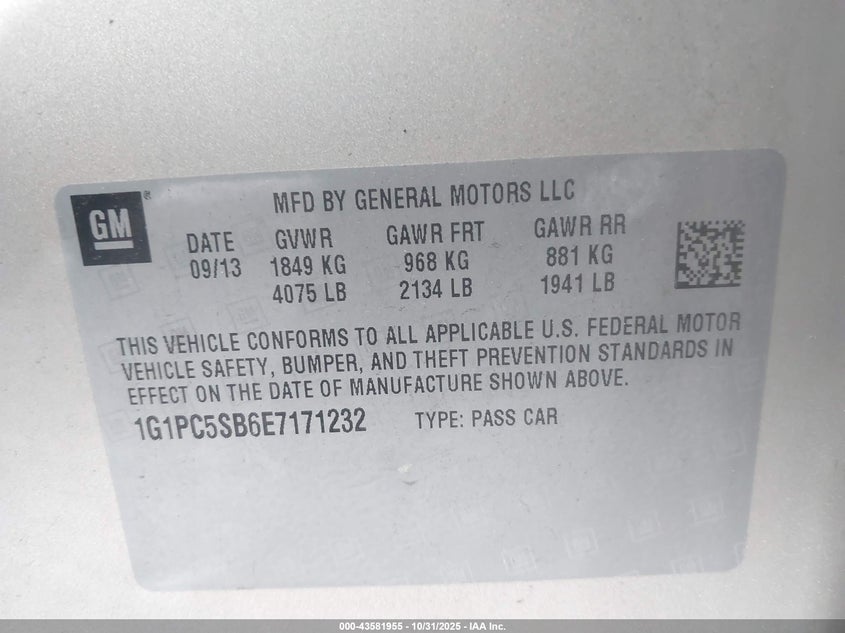 GM
®
MFD BY GENERAL MOTORS LLC
DATE GVWR GAWR FRT GAWR RR
09/13 1849 KG 968 KG 881 KG
4075 LB 2134 LB 1941 LB
THIS VEHICLE CONFORMS TO ALL APPLICABLE U.S. FEDERAL MOTOR
VEHICLE SAFETY, BUMPER, AND THEFT PREVENTION STANDARDS IN
EFFECT ON THE DATE OF MANUFACTURE SHOWN ABOVE.
1G1PC5SB6E7171232 TYPE: PASS CAR
000-43581955 - 10/31/2025 - IAA Inc.